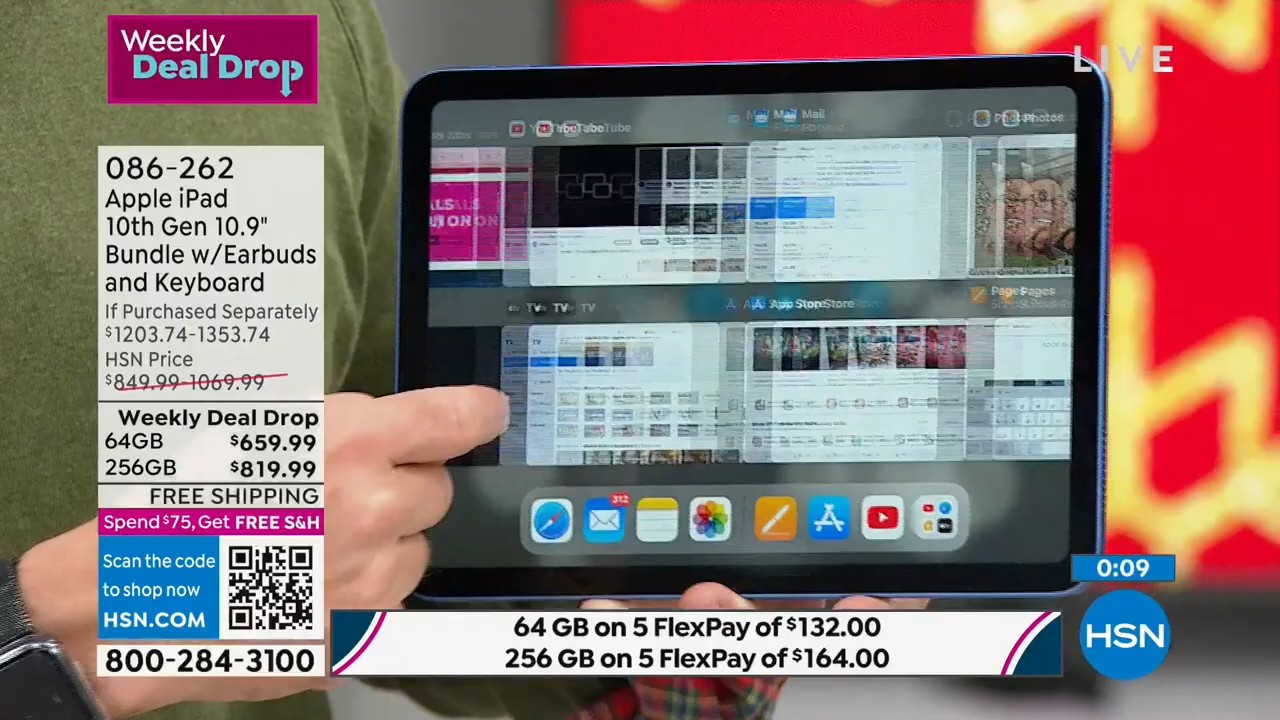 Weekly
Deal Drop
LIVE
086-262
Apple iPad
10th Gen 10.9"
Bundle w/Earbuds
and Keyboard
If Purchased Separately
$1203.74-1353.74
HSN Price
$849.99-1069.99
Weekly Deal Drop
64GB $659.99
256GB $819.99
FREE SHIPPING
Spend $75, Get FREE S&H
Scan the code
to shop now
HSN.COM
800-284-3100
YouTube
Mail
Photos
TV
App Store
Pages
312
0:09
HSN
64 GB on 5 FlexPay of $132.00
256 GB on 5 FlexPay of $164.00